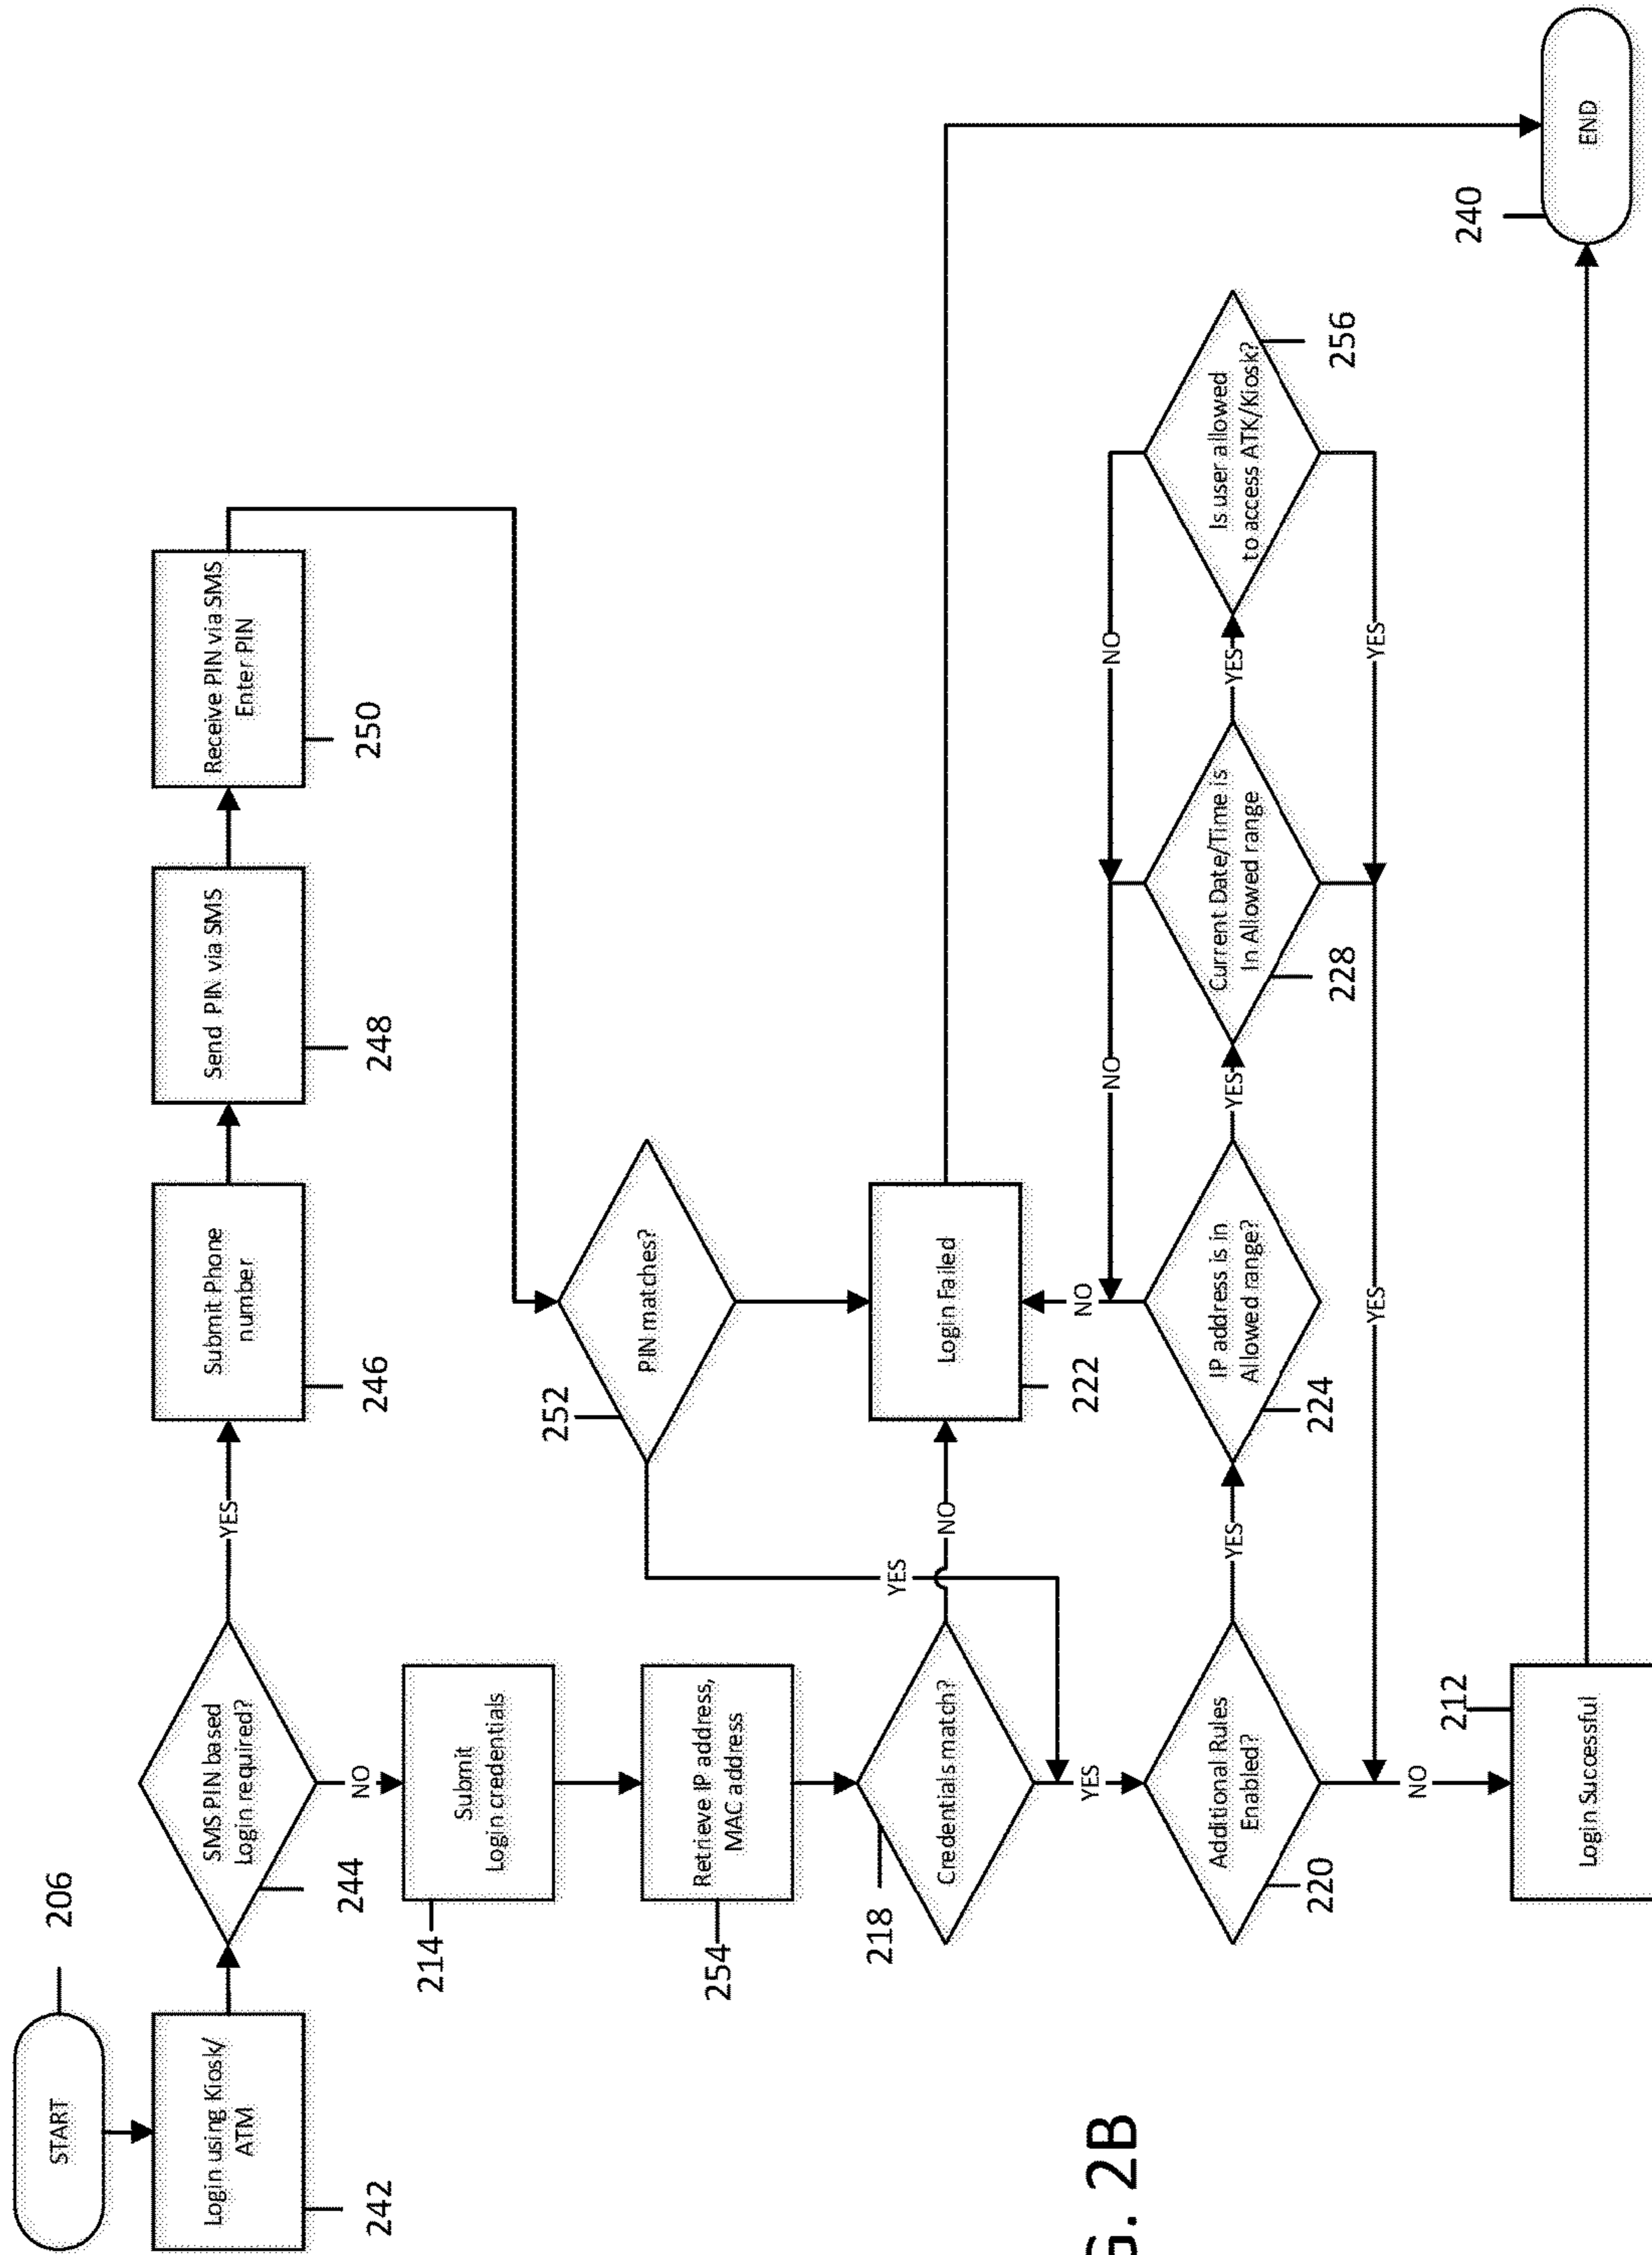 START
206
Login using Kiosk/
ATM
242
SMS PIN based
Login required?
244
YES
Submit Phone
number
246
Send PIN via SMS
248
Receive PIN via SMS
Enter PIN
250
NO
Submit
Login credentials
214
Retrieve IP address,
MAC address
254
PIN matches?
252
YES
Credentials match?
218
NO
Login Failed
222
YES
Additional Rules
Enabled?
220
YES
IP address is in
Allowed range?
224
NO
YES
Current Date/Time is
In Allowed range
228
NO
YES
Is user allowed
to access ATK/Kiosk?
256
NO
YES
YES
NO
Login Successful
212
END
240
2B